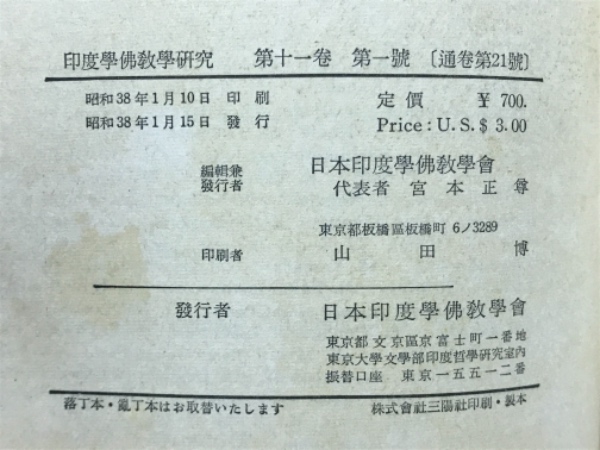 印度學佛教學研究　第十一卷　第一號　〔通卷第21號〕
昭和38年1月10日 印 刷　定 價　¥ 700.
昭和38年1月15日 發 行　Price : U. S. $ 3.00
編輯兼
發行者
日本印度學佛教學會
代表者　宮 本 正 尊
東京都板橋區板橋町 6ノ3289
印刷者　山 田 博
發行者　日本印度學佛教學會
東京都文京區京富士町一番地
東京大學文學部印度哲學研究室內
振替口座　東京一五五一二番
落丁本・亂丁本はお取替いたします　株式會社三陽社印刷・製本